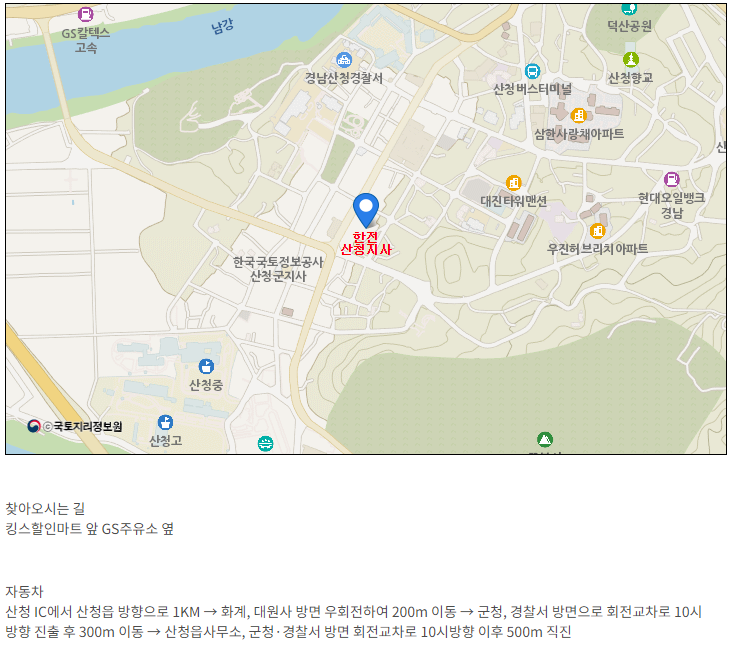 GS칼텍스
고속
남강
덕산공원
경남산청경찰서
산청버스터미널
산청향교
삼한사랑채아파트
산
대진타워맨션
현대오일뱅크
경남
한전
산청지사
우진허브리치아파트
한국국토정보공사
산청군지사
산청중
산청고
©국토지리정보원
찾아오시는 길
킹스할인마트 앞 GS주유소 옆
자동차
산청 IC에서 산청읍 방향으로 1KM → 화계, 대원사 방면 우회전하여 200m 이동 → 군청, 경찰서 방면으로 회전교차로 10시
방향 진출 후 300m 이동 → 산청읍사무소, 군청·경찰서 방면 회전교차로 10시방향 이후 500m 직진